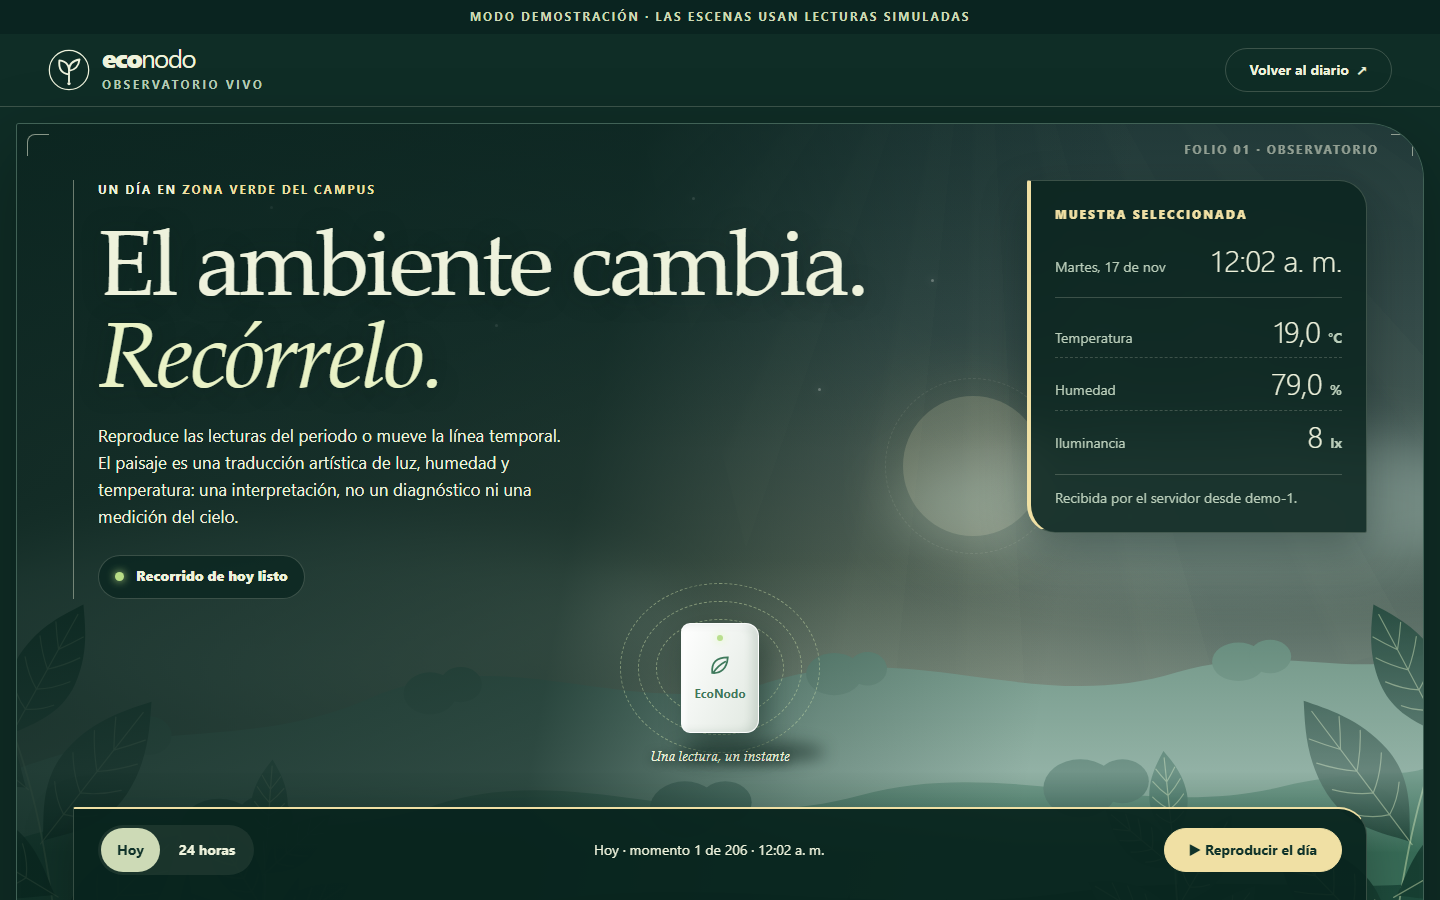 MODO DEMOSTRACIÓN · LAS ESCENAS USAN LECTURAS SIMULADAS
econodo
OBSERVATORIO VIVO
Volver al diario ↗
FOLIO 01 · OBSERVATORIO
UN DÍA EN ZONA VERDE DEL CAMPUS
El ambiente cambia.
Recórrelo.
Reproduce las lecturas del periodo o mueve la línea temporal.
El paisaje es una traducción artística de luz, humedad y
temperatura: una interpretación, no un diagnóstico ni una
medición del cielo.
Recorrido de hoy listo
MUESTRA SELECCIONADA
Martes, 17 de nov 12:02 a. m.
Temperatura 19,0 °C
Humedad 79,0 %
Iluminancia 8 lx
Recibida por el servidor desde demo-1.
EcoNodo
Una lectura, un instante
Hoy 24 horas
Hoy · momento 1 de 206 · 12:02 a. m.
▶ Reproducir el día